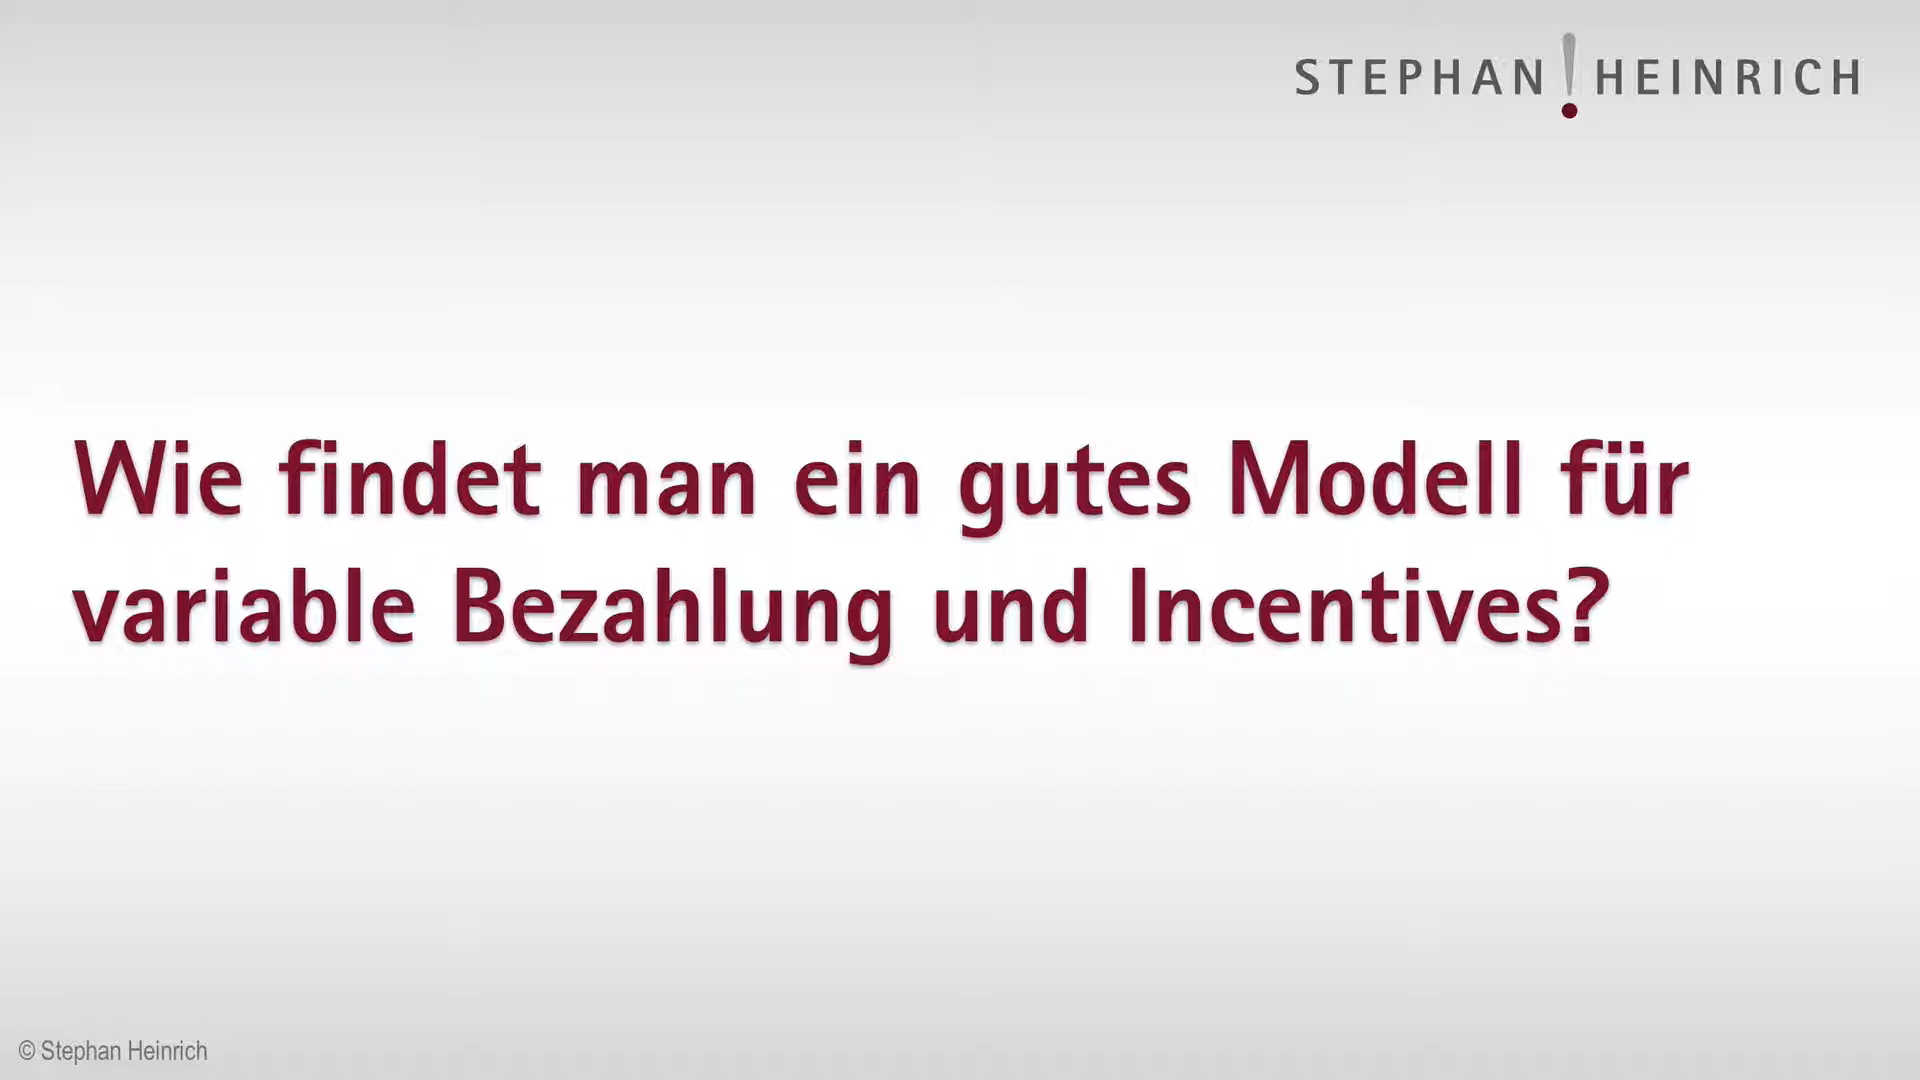 STEPHAN!HEINRICH
Wie findet man ein gutes Modell für
variable Bezahlung und Incentives?
© Stephan Heinrich